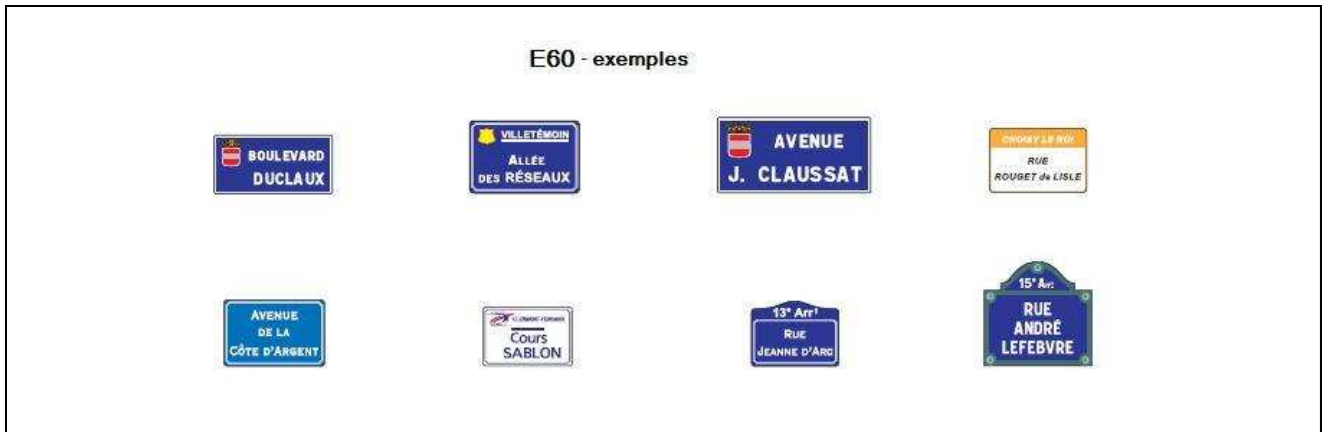 E60 - exemples
BOULEVARD
DUCLAUX
VILLETÉMOIN
ALLÉE
DES RÉSEAUX
AVENUE
J. CLAUSSAT
CHOISY LE ROI
RUE
ROUGET de LISLE
AVENUE
DE LA
CÔTE D'ARGENT
Cours
SABLON
13e Arrt
RUE
JEANNE D'ARC
15e Arr.
RUE
ANDRÉ
LEFEBVRE